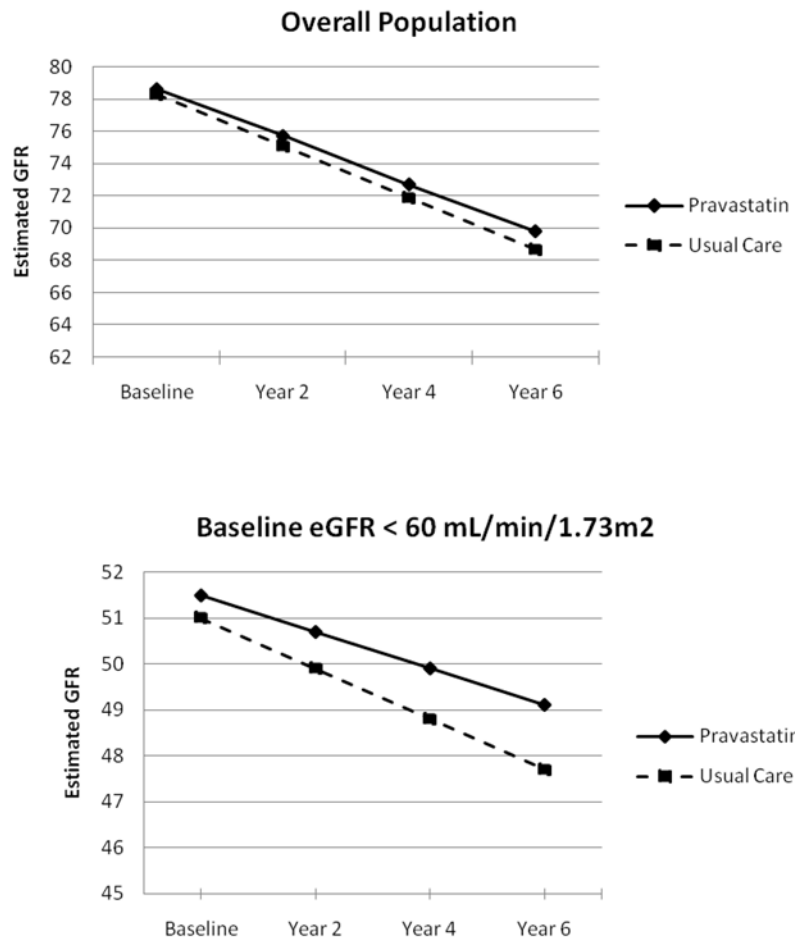 Overall Population
80
78
76
74
72
70
68
66
64
62
Estimated GFR
Baseline Year 2 Year 4 Year 6
Pravastatin
Usual Care
Baseline eGFR < 60 mL/min/1.73m2
52
51
50
49
48
47
46
45
Estimated GFR
Baseline Year 2 Year 4 Year 6
Pravastatin
Usual Care